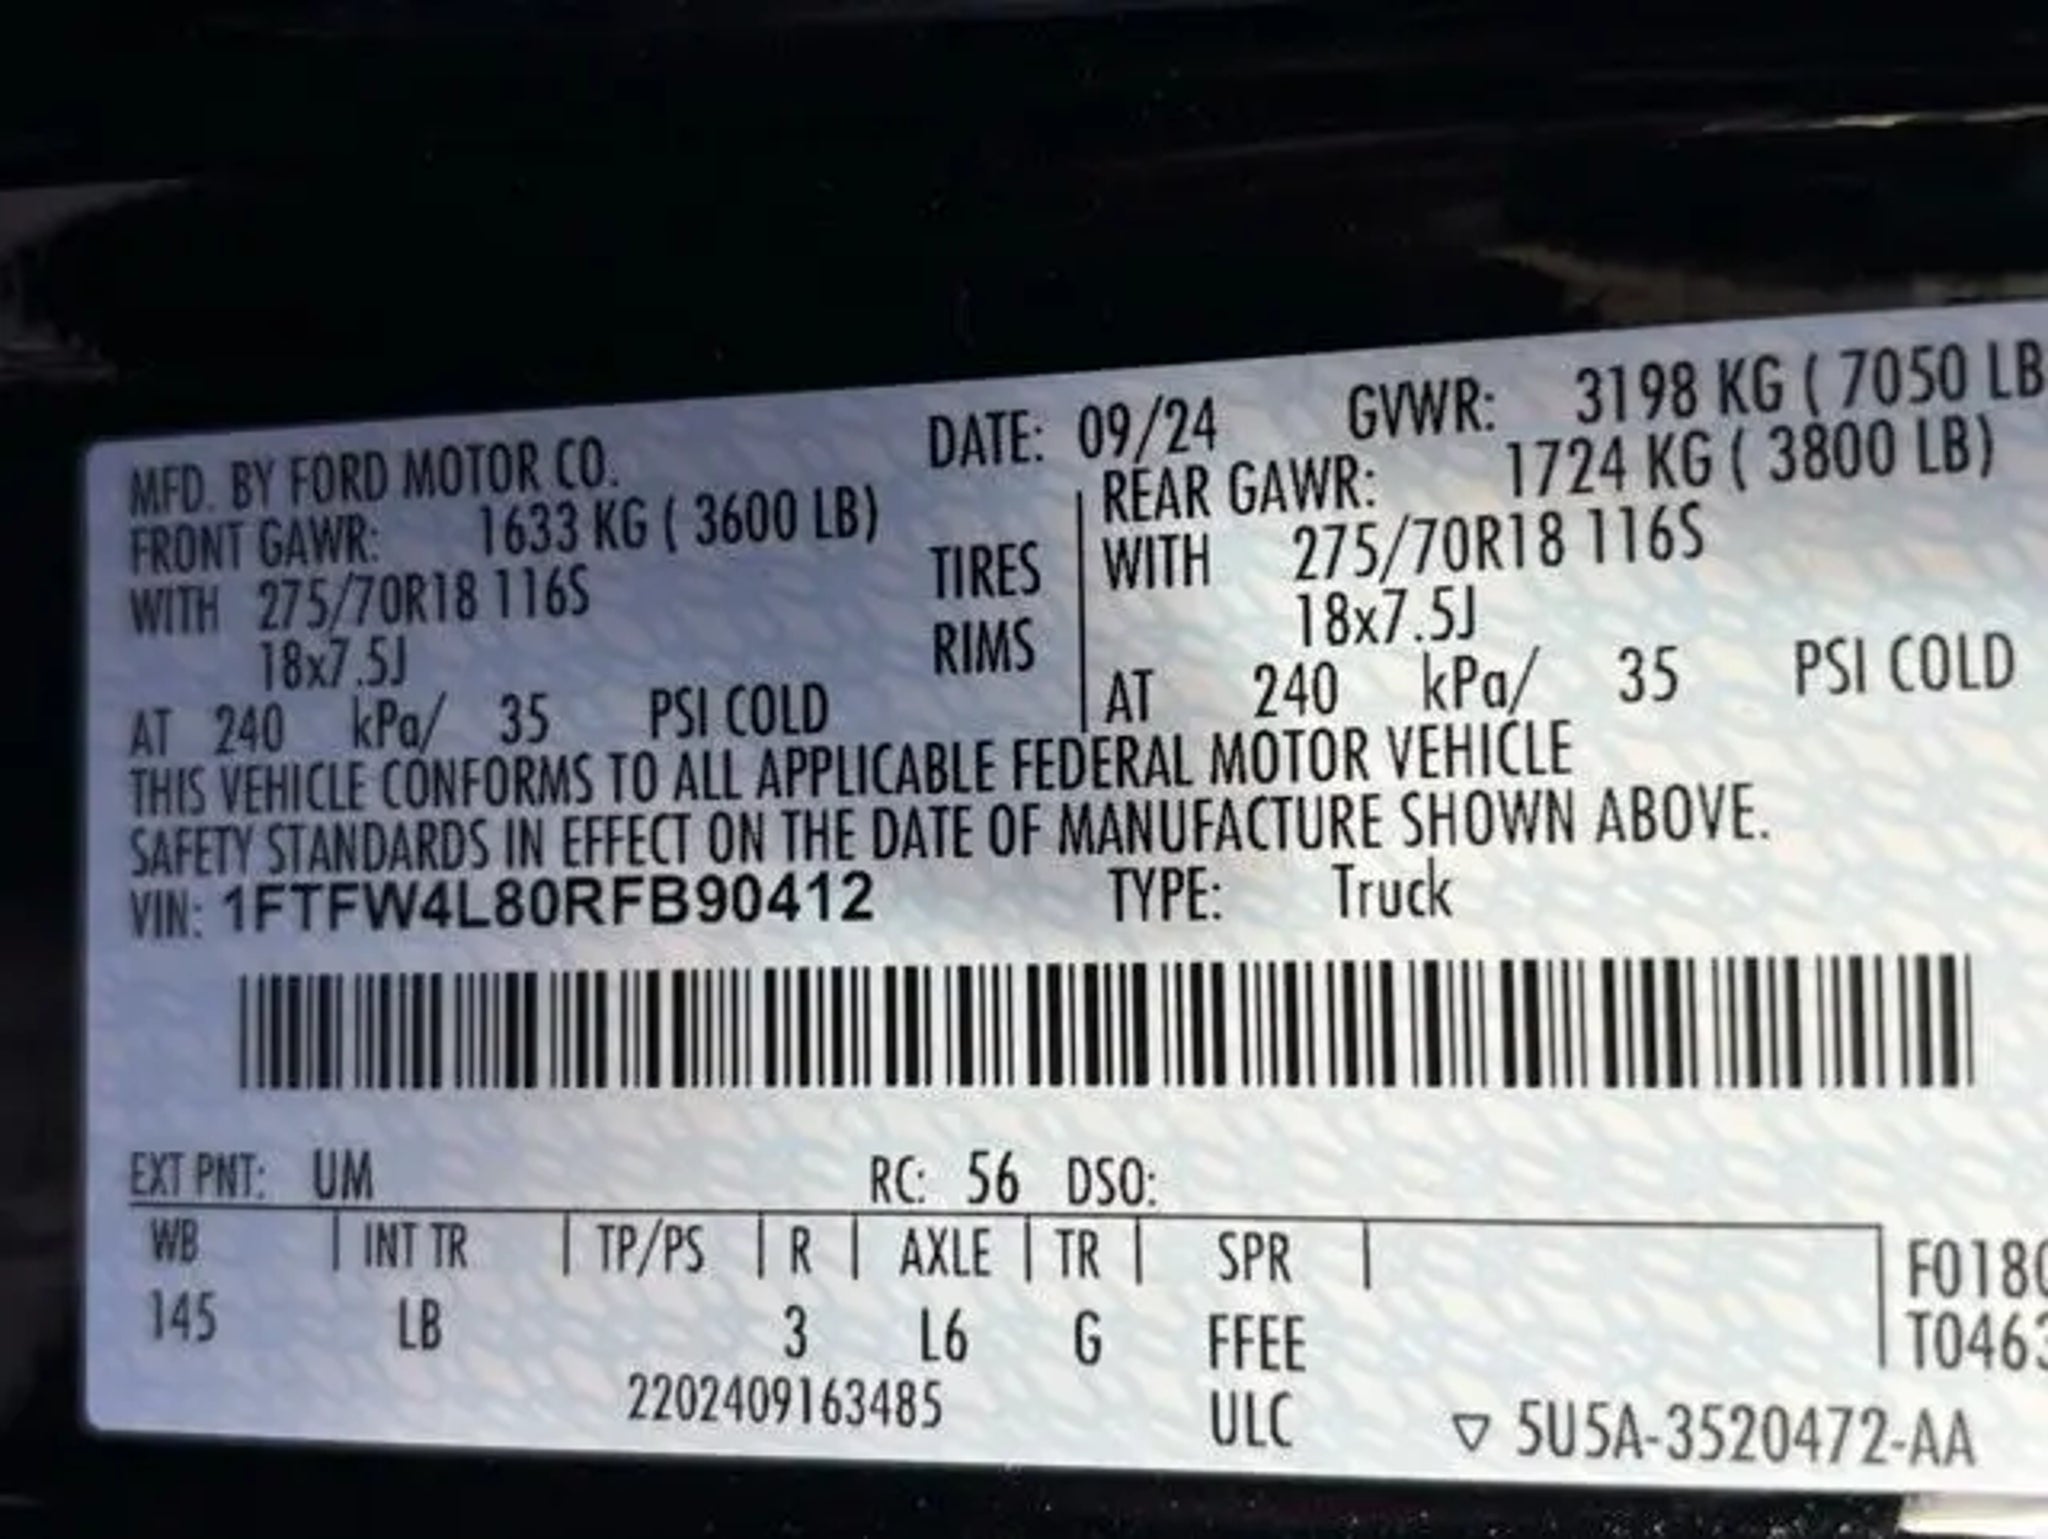 MFD. BY FORD MOTOR CO. DATE: 09/24 GVWR: 3198 KG ( 7050 LB
FRONT GAWR: 1633 KG ( 3600 LB) REAR GAWR: 1724 KG ( 3800 LB)
WITH 275/70R18 116S TIRES WITH 275/70R18 116S
18x7.5J RIMS 18x7.5J
AT 240 kPa/ 35 PSI COLD AT 240 kPa/ 35 PSI COLD
THIS VEHICLE CONFORMS TO ALL APPLICABLE FEDERAL MOTOR VEHICLE
SAFETY STANDARDS IN EFFECT ON THE DATE OF MANUFACTURE SHOWN ABOVE.
VIN: 1FTFW4L80RFB90412 TYPE: Truck
EXT PNT: UM RC: 56 DSO:
WB | INT TR | TP/PS | R | AXLE | TR | SPR |
145 LB 3 L6 G FFEE
2202409163485 ULC ▽ 5U5A-3520472-AA